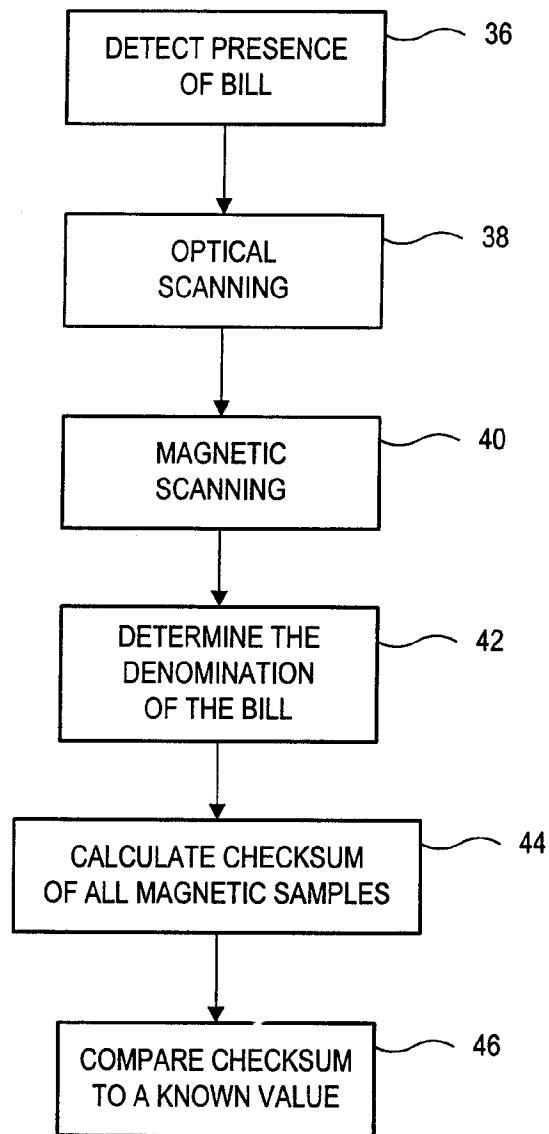 DETECT PRESENCE
OF BILL
36
OPTICAL
SCANNING
38
MAGNETIC
SCANNING
40
DETERMINE THE
DENOMINATION
OF THE BILL
42
CALCULATE CHECKSUM
OF ALL MAGNETIC SAMPLES
44
COMPARE CHECKSUM
TO A KNOWN VALUE
46